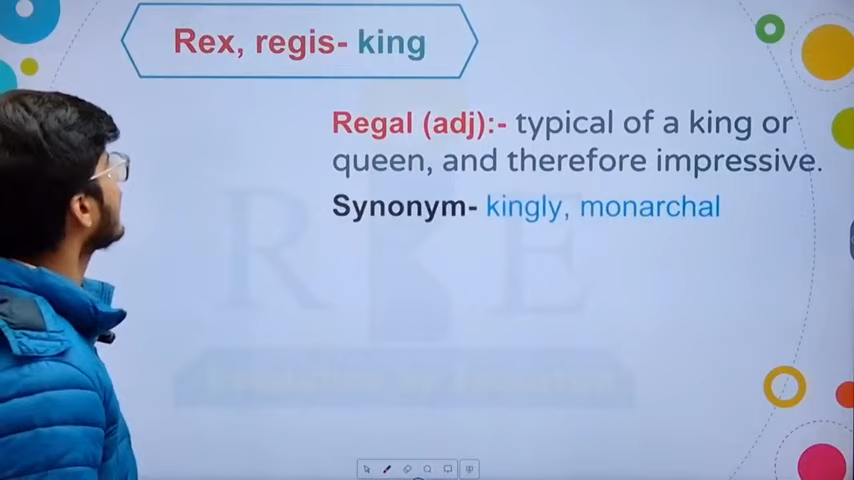 Rex, regis- king
Regal (adj):- typical of a king or
queen, and therefore impressive.
Synonym- kingly, monarchal
R E